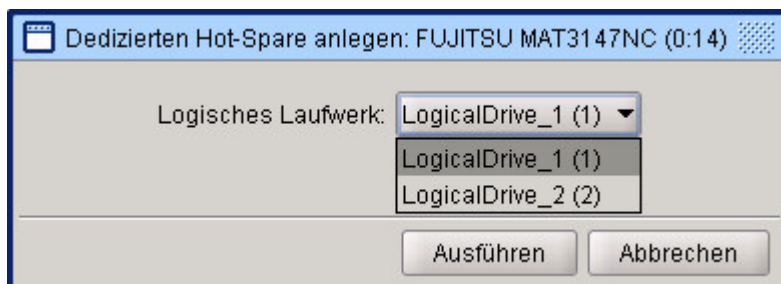 Dedizierten Hot-Spare anlegen: FUJITSU MAT3147NC (0:14)
Logisches Laufwerk: LogicalDrive_1 (1)
LogicalDrive_1 (1)
LogicalDrive_2 (2)
Ausführen Abbrechen